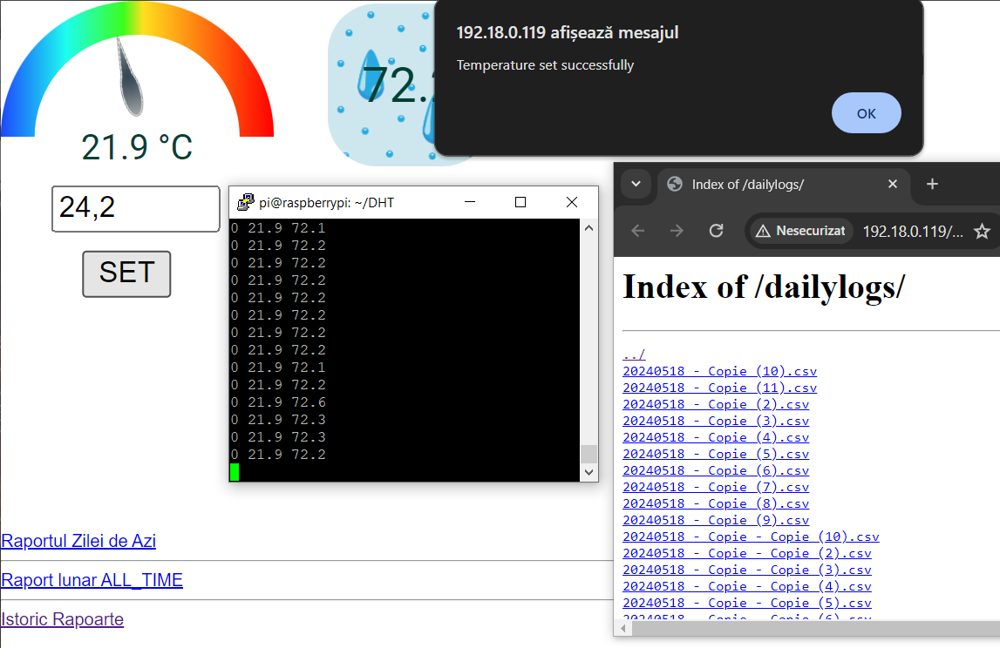 192.18.0.119 afișează mesajul
Temperature set successfully
OK
72.
21.9 °C
24,2
SET
pi@raspberrypi: ~/DHT
0 21.9 72.1
0 21.9 72.2
0 21.9 72.2
0 21.9 72.2
0 21.9 72.2
0 21.9 72.2
0 21.9 72.2
0 21.9 72.2
0 21.9 72.1
0 21.9 72.2
0 21.9 72.6
0 21.9 72.3
0 21.9 72.3
0 21.9 72.2
Index of /dailylogs/
Nesecurizat 192.18.0.119/...
Index of /dailylogs/
../
20240518 - Copie (10).csv
20240518 - Copie (11).csv
20240518 - Copie (2).csv
20240518 - Copie (3).csv
20240518 - Copie (4).csv
20240518 - Copie (5).csv
20240518 - Copie (6).csv
20240518 - Copie (7).csv
20240518 - Copie (8).csv
20240518 - Copie (9).csv
20240518 - Copie - Copie (10).csv
20240518 - Copie - Copie (2).csv
20240518 - Copie - Copie (3).csv
20240518 - Copie - Copie (4).csv
20240518 - Copie - Copie (5).csv
20240518 - Copie - Copie (6).csv
Raportul Zilei de Azi
Raport lunar ALL_TIME
Istoric Rapoarte